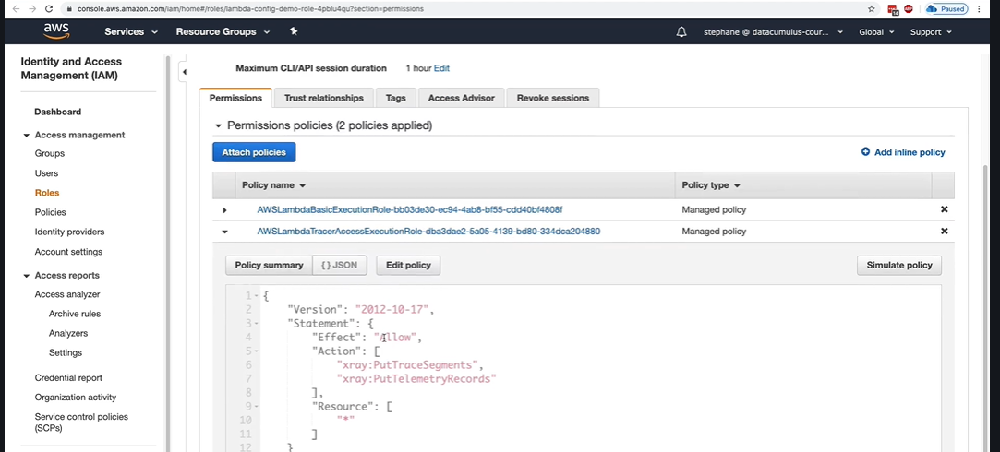 console.aws.amazon.com/iam/home#/roles/lambda-config-demo-role-4pblu4qu?section=permissions
Paused
aws
Services
Resource Groups
stephane @ datacumulus-cour...
Global
Support
Identity and Access
Management (IAM)
Dashboard
Access management
Groups
Users
Roles
Policies
Identity providers
Account settings
Access reports
Access analyzer
Archive rules
Analyzers
Settings
Credential report
Organization activity
Service control policies
(SCPs)
Maximum CLI/API session duration 1 hour Edit
Permissions Trust relationships Tags Access Advisor Revoke sessions
Permissions policies (2 policies applied)
Attach policies
Add inline policy
Policy name Policy type
AWSLambdaBasicExecutionRole-bb03de30-ec94-4ab8-bf55-cdd40bf4808f Managed policy
AWSLambdaTracerAccessExecutionRole-dba3dae2-5a05-4139-bd80-334dca204880 Managed policy
Policy summary { } JSON Edit policy Simulate policy
1 {
2 "Version": "2012-10-17",
3 "Statement": {
4 "Effect": "Allow",
5 "Action": [
6 "xray:PutTraceSegments",
7 "xray:PutTelemetryRecords"
8 ],
9 "Resource": [
10 "*"
11 ]
12 }